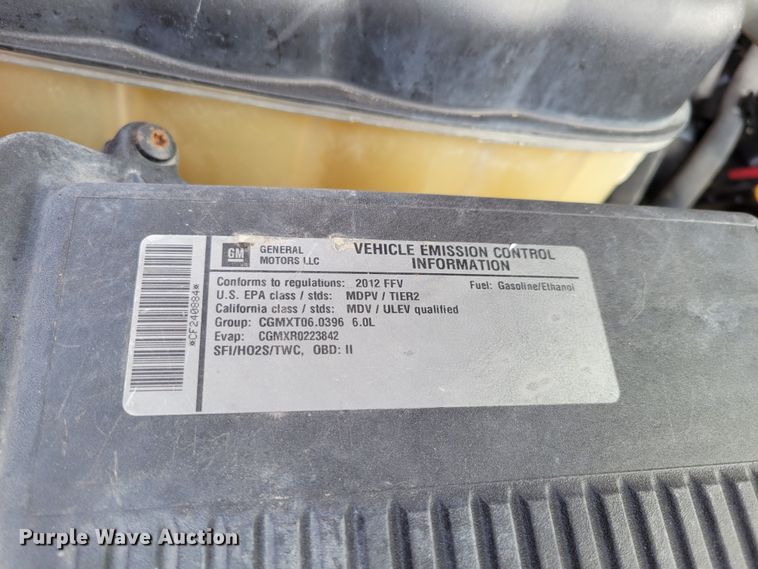 GM
GENERAL MOTORS LLC
VEHICLE EMISSION CONTROL INFORMATION
Conforms to regulations: 2012 FFV Fuel: Gasoline/Ethanol
U.S. EPA class / stds: MDPV / TIER2
California class / stds: MDV / ULEV qualified
Group: CGMXT06.0396 6.0L
Evap: CGMXR0223842
SFI/HO2S/TWC, OBD: II
*CF240884*
Purple Wave Auction